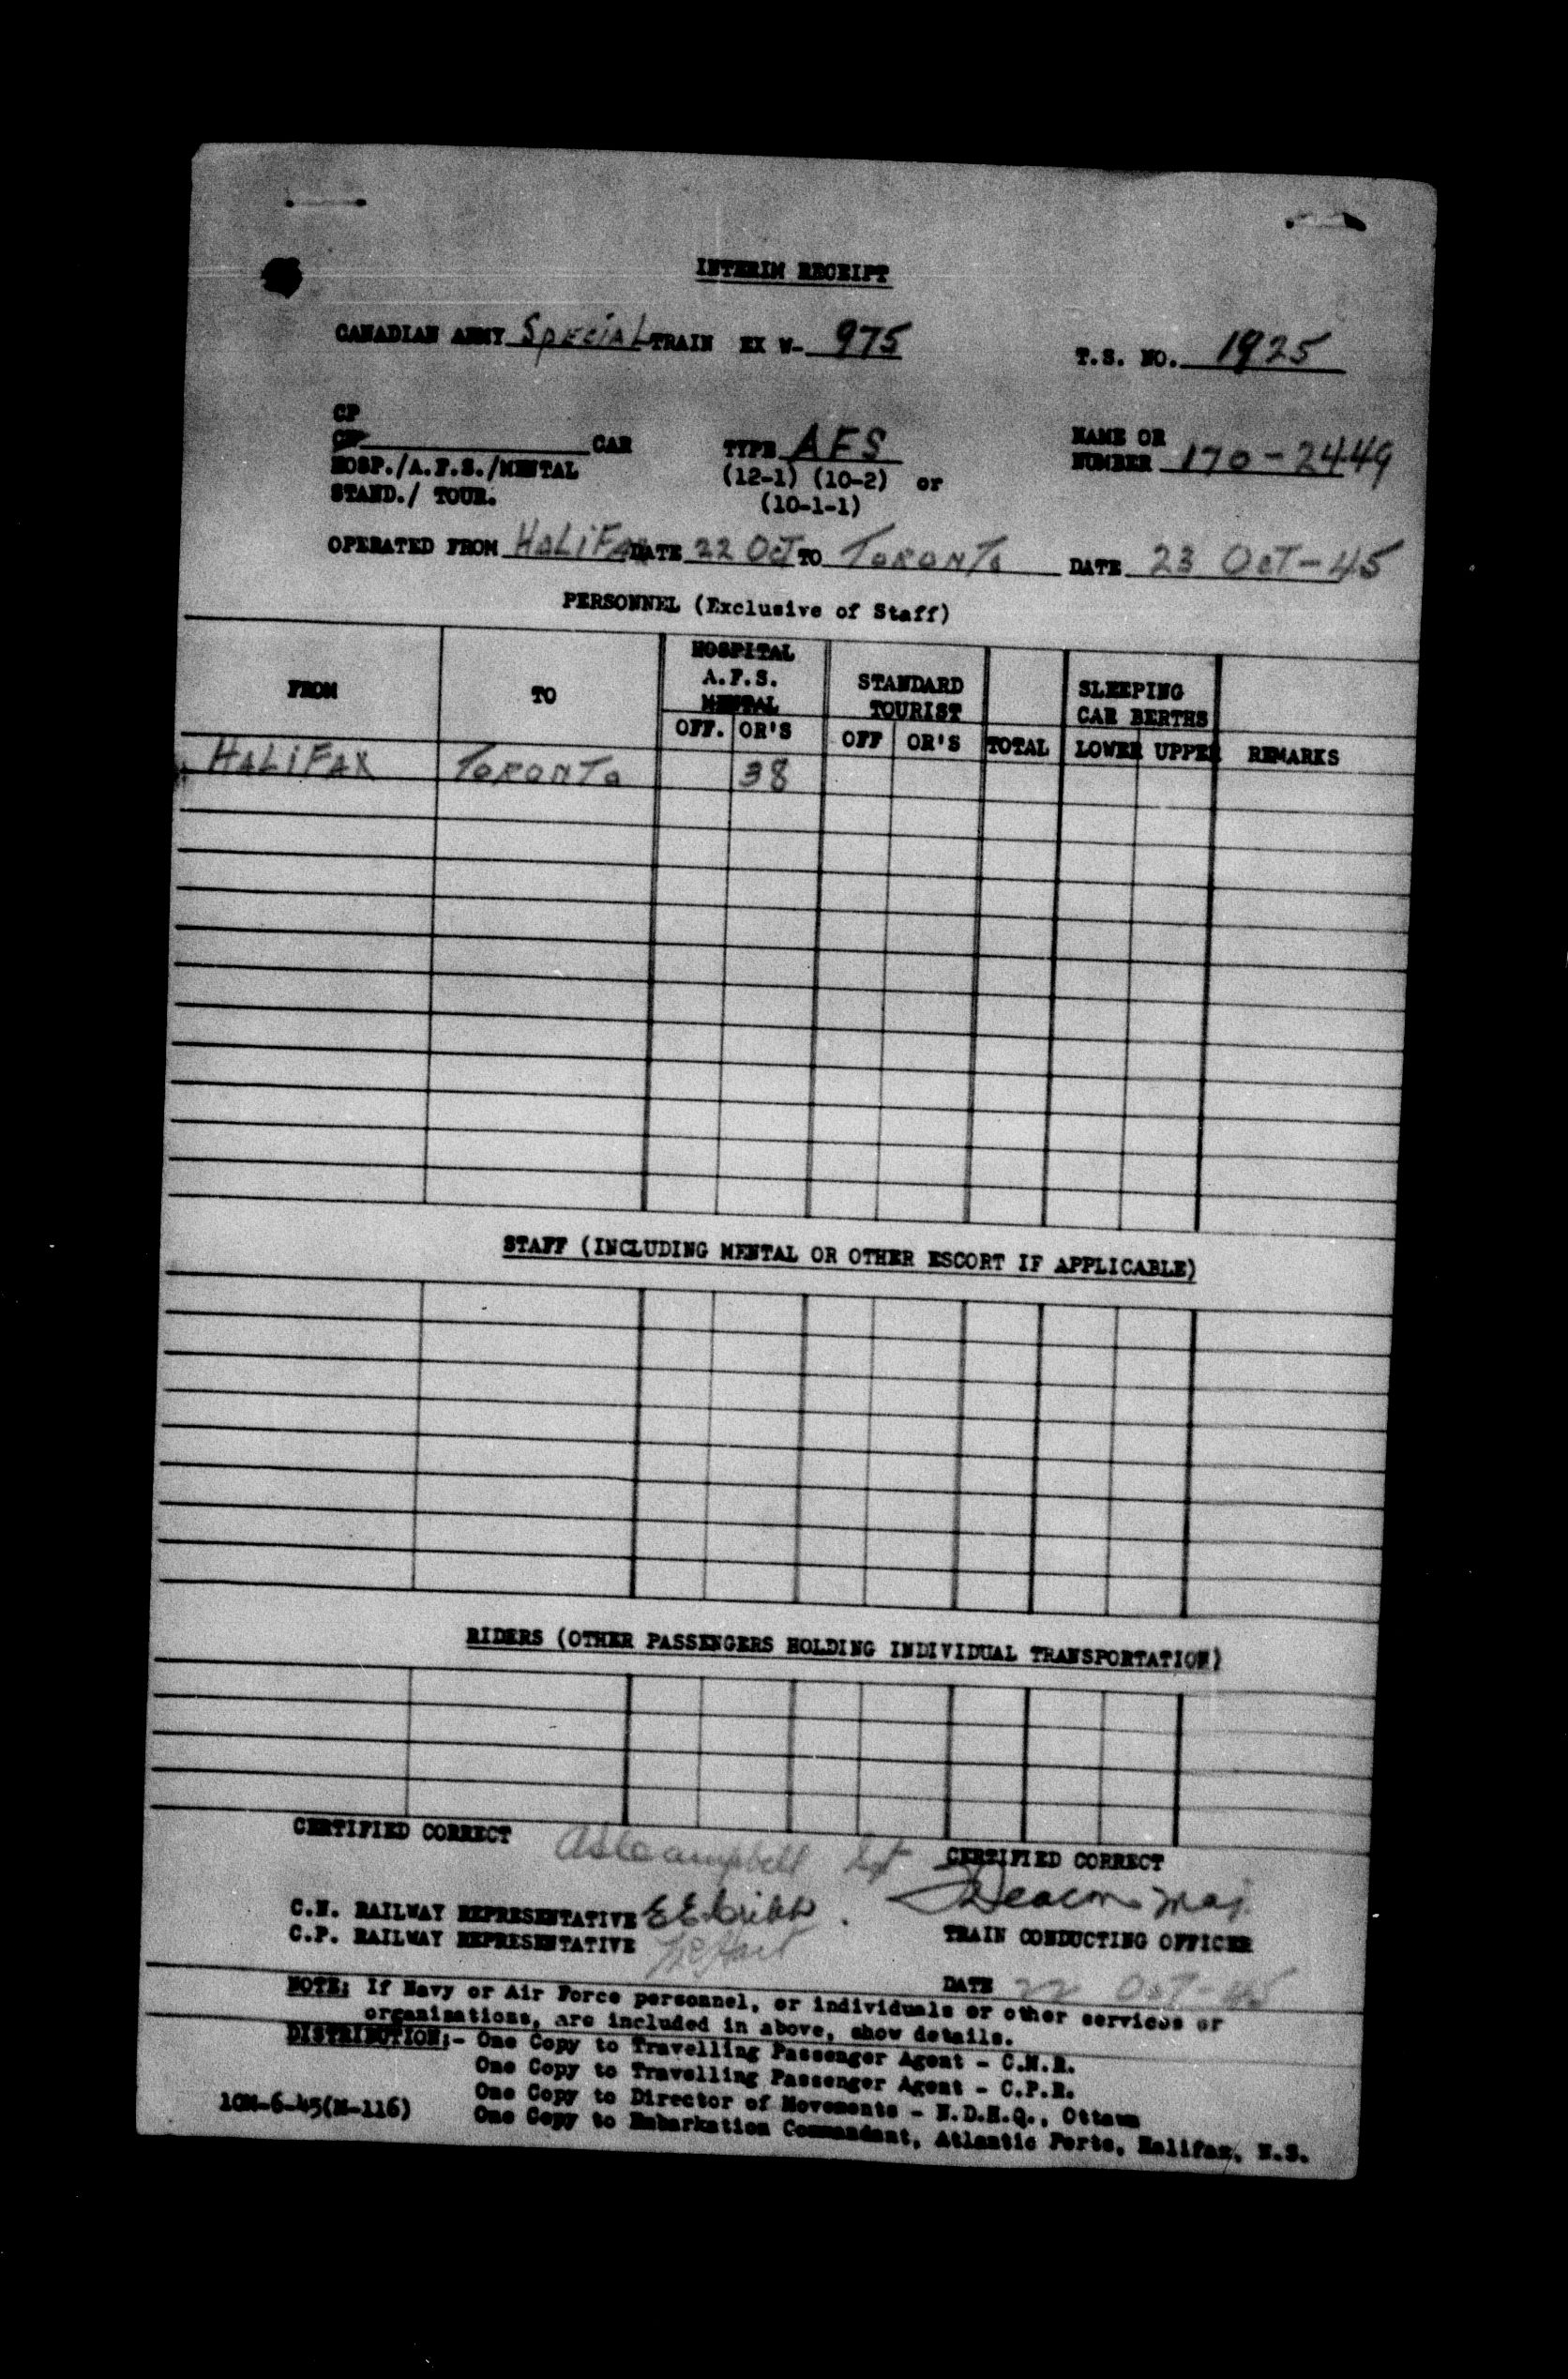 INTERIM RECEIPT
CANADIAN ARMY SPECIAL TRAIN EX W- 975 T.S. NO. 1925
CP
CAR TYPE AFS NAME OR
HOSP./A.F.S./MENTAL (12-1) (10-2) or NUMBER 170-2449
STAND./ TOUR. (10-1-1)
OPERATED FROM HALIFAX DATE 22 OCT TO TORONTO DATE 23 OCT-45
PERSONNEL (Exclusive of Staff)
FROM TO HOSPITAL A.F.S. MENTAL STANDARD TOURIST SLEEPING CAR BERTHS
OFF. OR'S OFF OR'S TOTAL LOWER UPPER REMARKS
HALIFAX TORONTO 38
STAFF (INCLUDING MENTAL OR OTHER ESCORT IF APPLICABLE)
RIDERS (OTHER PASSENGERS HOLDING INDIVIDUAL TRANSPORTATION)
CERTIFIED CORRECT Campbell CERTIFIED CORRECT
Deacon Maj.
C.N. RAILWAY REPRESENTATIVE
C.P. RAILWAY REPRESENTATIVE TRAIN CONDUCTING OFFICER
DATE 22 OCT-45
NOTE: If Navy or Air Force personnel, or individuals or other services or
organisations, are included in above, show details.
DISTRIBUTION:- One Copy to Travelling Passenger Agent - C.N.R.
One Copy to Travelling Passenger Agent - C.P.R.
One Copy to Director of Movements - N.D.H.Q., Ottawa
10M-6-45(M-116) One Copy to Embarkation Commandant, Atlantic Ports, Halifax, N.S.